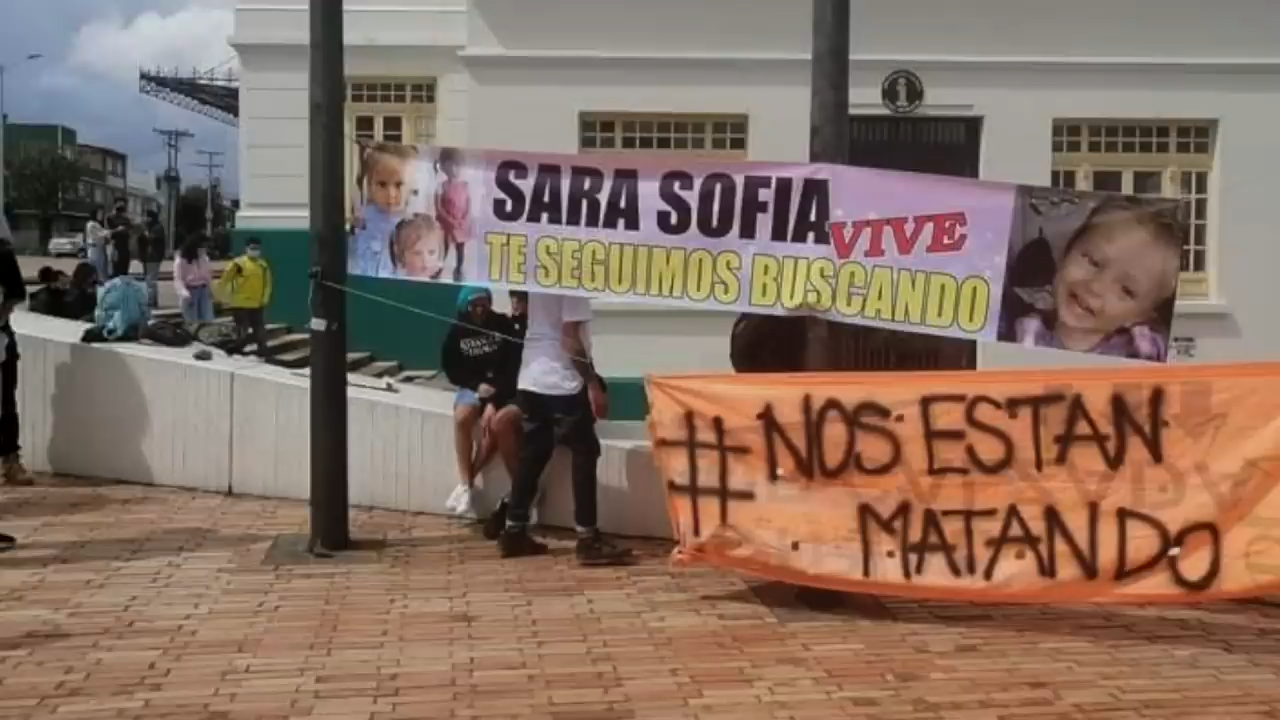 SARA SOFIA
VIVE
TE SEGUIMOS BUSCANDO
#NOS ESTAN
MATANDO
i